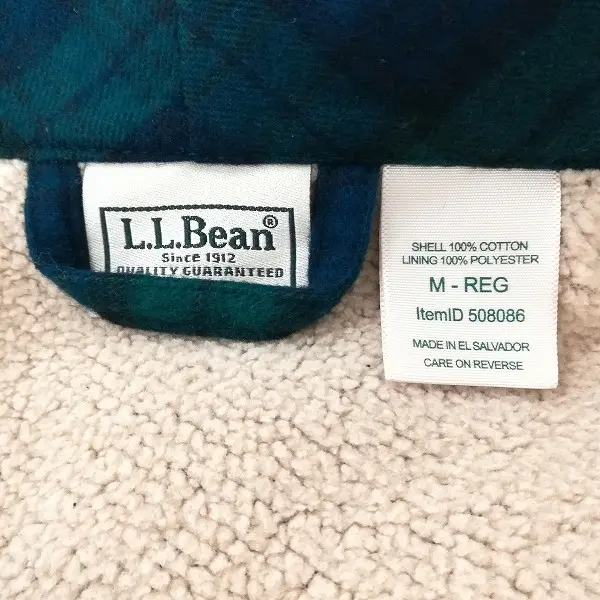 L.L.Bean®
Since 1912
QUALITY GUARANTEED
SHELL 100% COTTON
LINING 100% POLYESTER
M - REG
ItemID 508086
MADE IN EL SALVADOR
CARE ON REVERSE